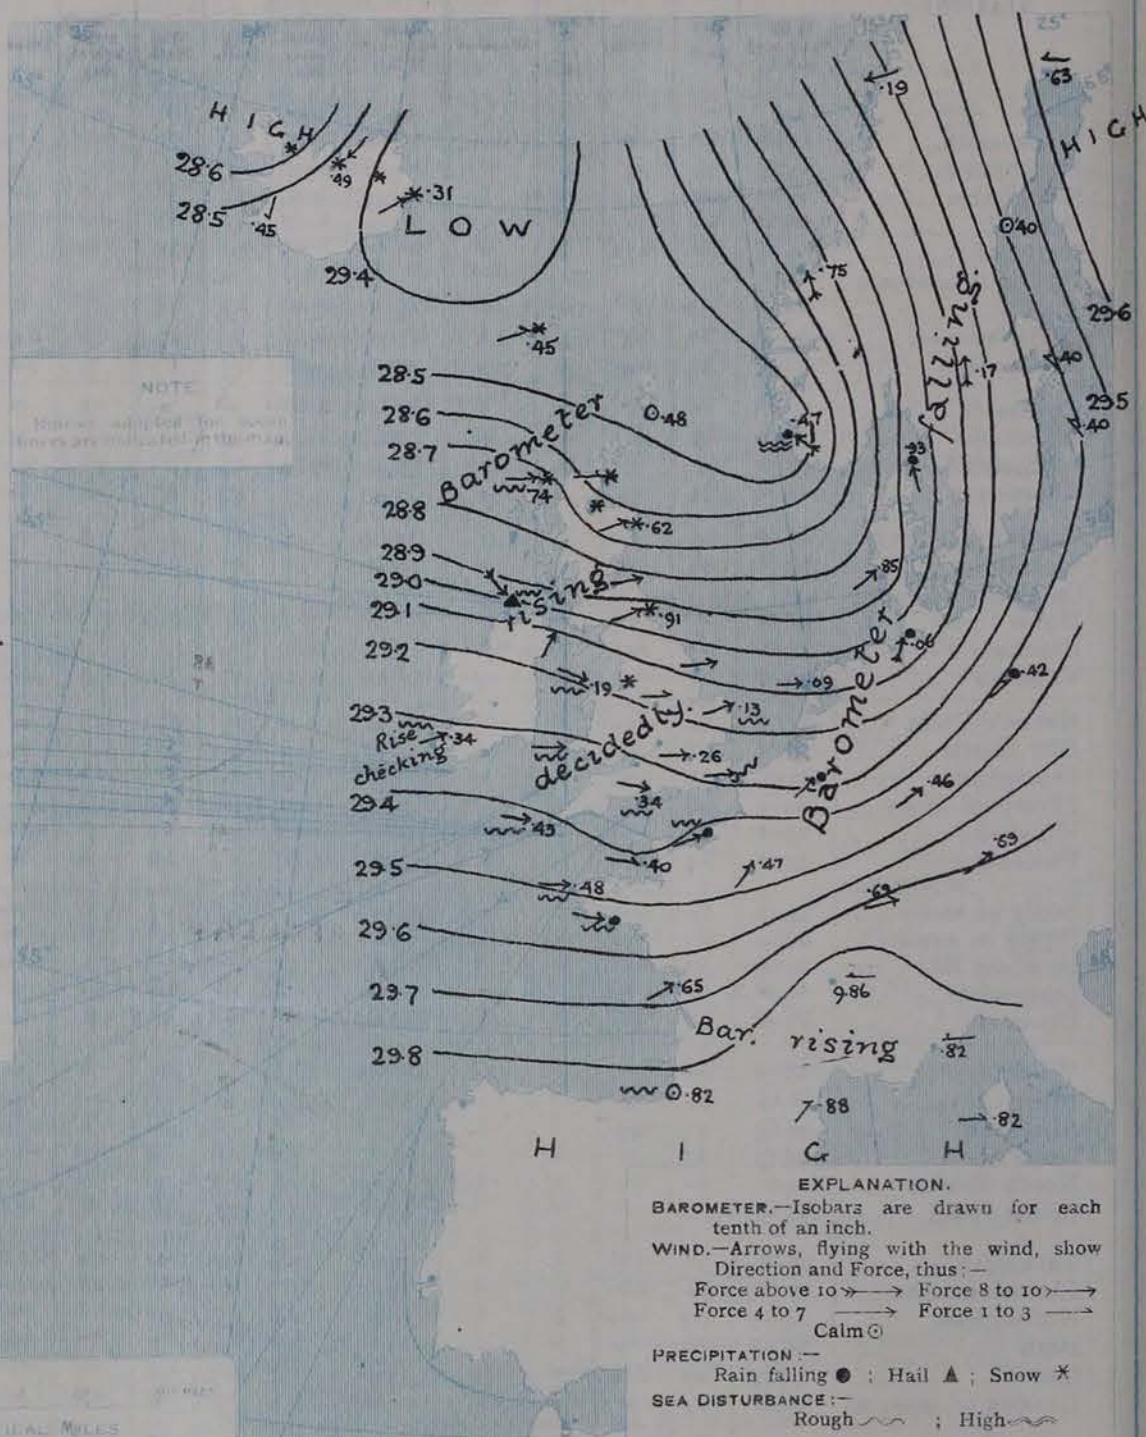 25°
HIGH
28·6
28·5
·49
·45
·31
LOW
29·4
·19
·63
HIGH
·40
·75
29·6
·45
falling.
·17
·40
29·5
·40
NOTE
28·5
28·6
28·7
28·8
Barometer
0·48
·47
·74
·62
28·9
29·0
29·1
rising
·85
·91
29·2
·06
·19
·09
·42
·13
29·3
Rise
checking
·34
decidedly.
·26
Barometer
29·4
·34
·46
·43
·40
29·5
·48
·47
·59
·69
29·6
29·7
·65
9·86
Bar. rising
·82
29·8
·82
·88
·82
HIGH
EXPLANATION.
BAROMETER.—Isobars are drawn for each
tenth of an inch.
WIND.—Arrows, flying with the wind, show
Direction and Force, thus:—
Force above 10 Force 8 to 10
Force 4 to 7 Force 1 to 3
Calm
PRECIPITATION:—
Rain falling ; Hail ; Snow
SEA DISTURBANCE:—
Rough ; High
MILES